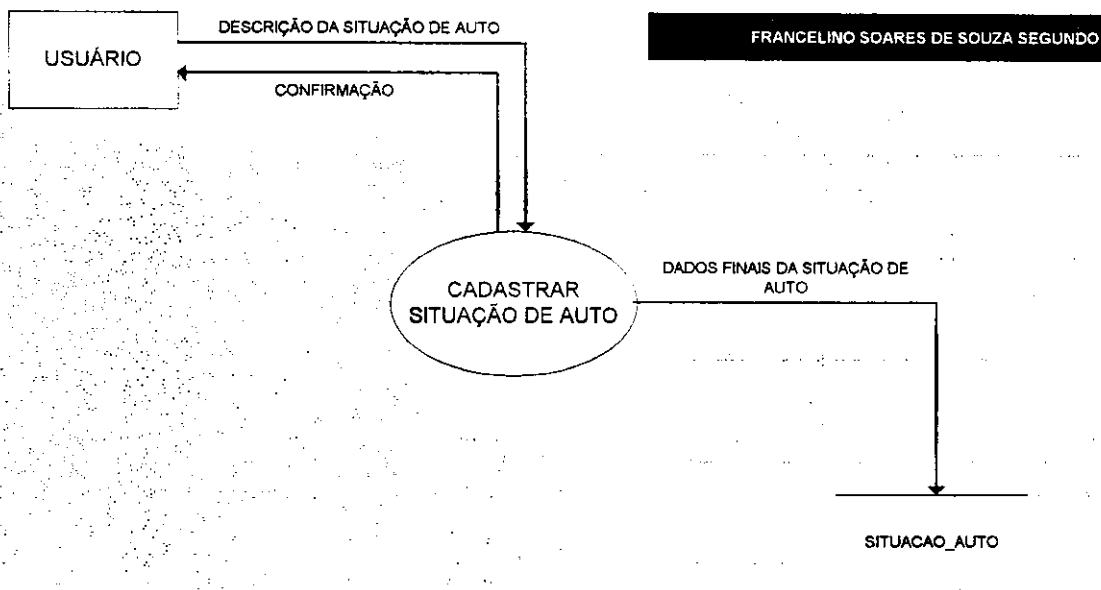 DESCRIÇÃO DA SITUAÇÃO DE AUTO
FRANCELINO SOARES DE SOUZA SEGUNDO
USUÁRIO
CONFIRMAÇÃO
CADASTRAR
SITUAÇÃO DE AUTO
DADOS FINAIS DA SITUAÇÃO DE
AUTO
SITUACAO_AUTO